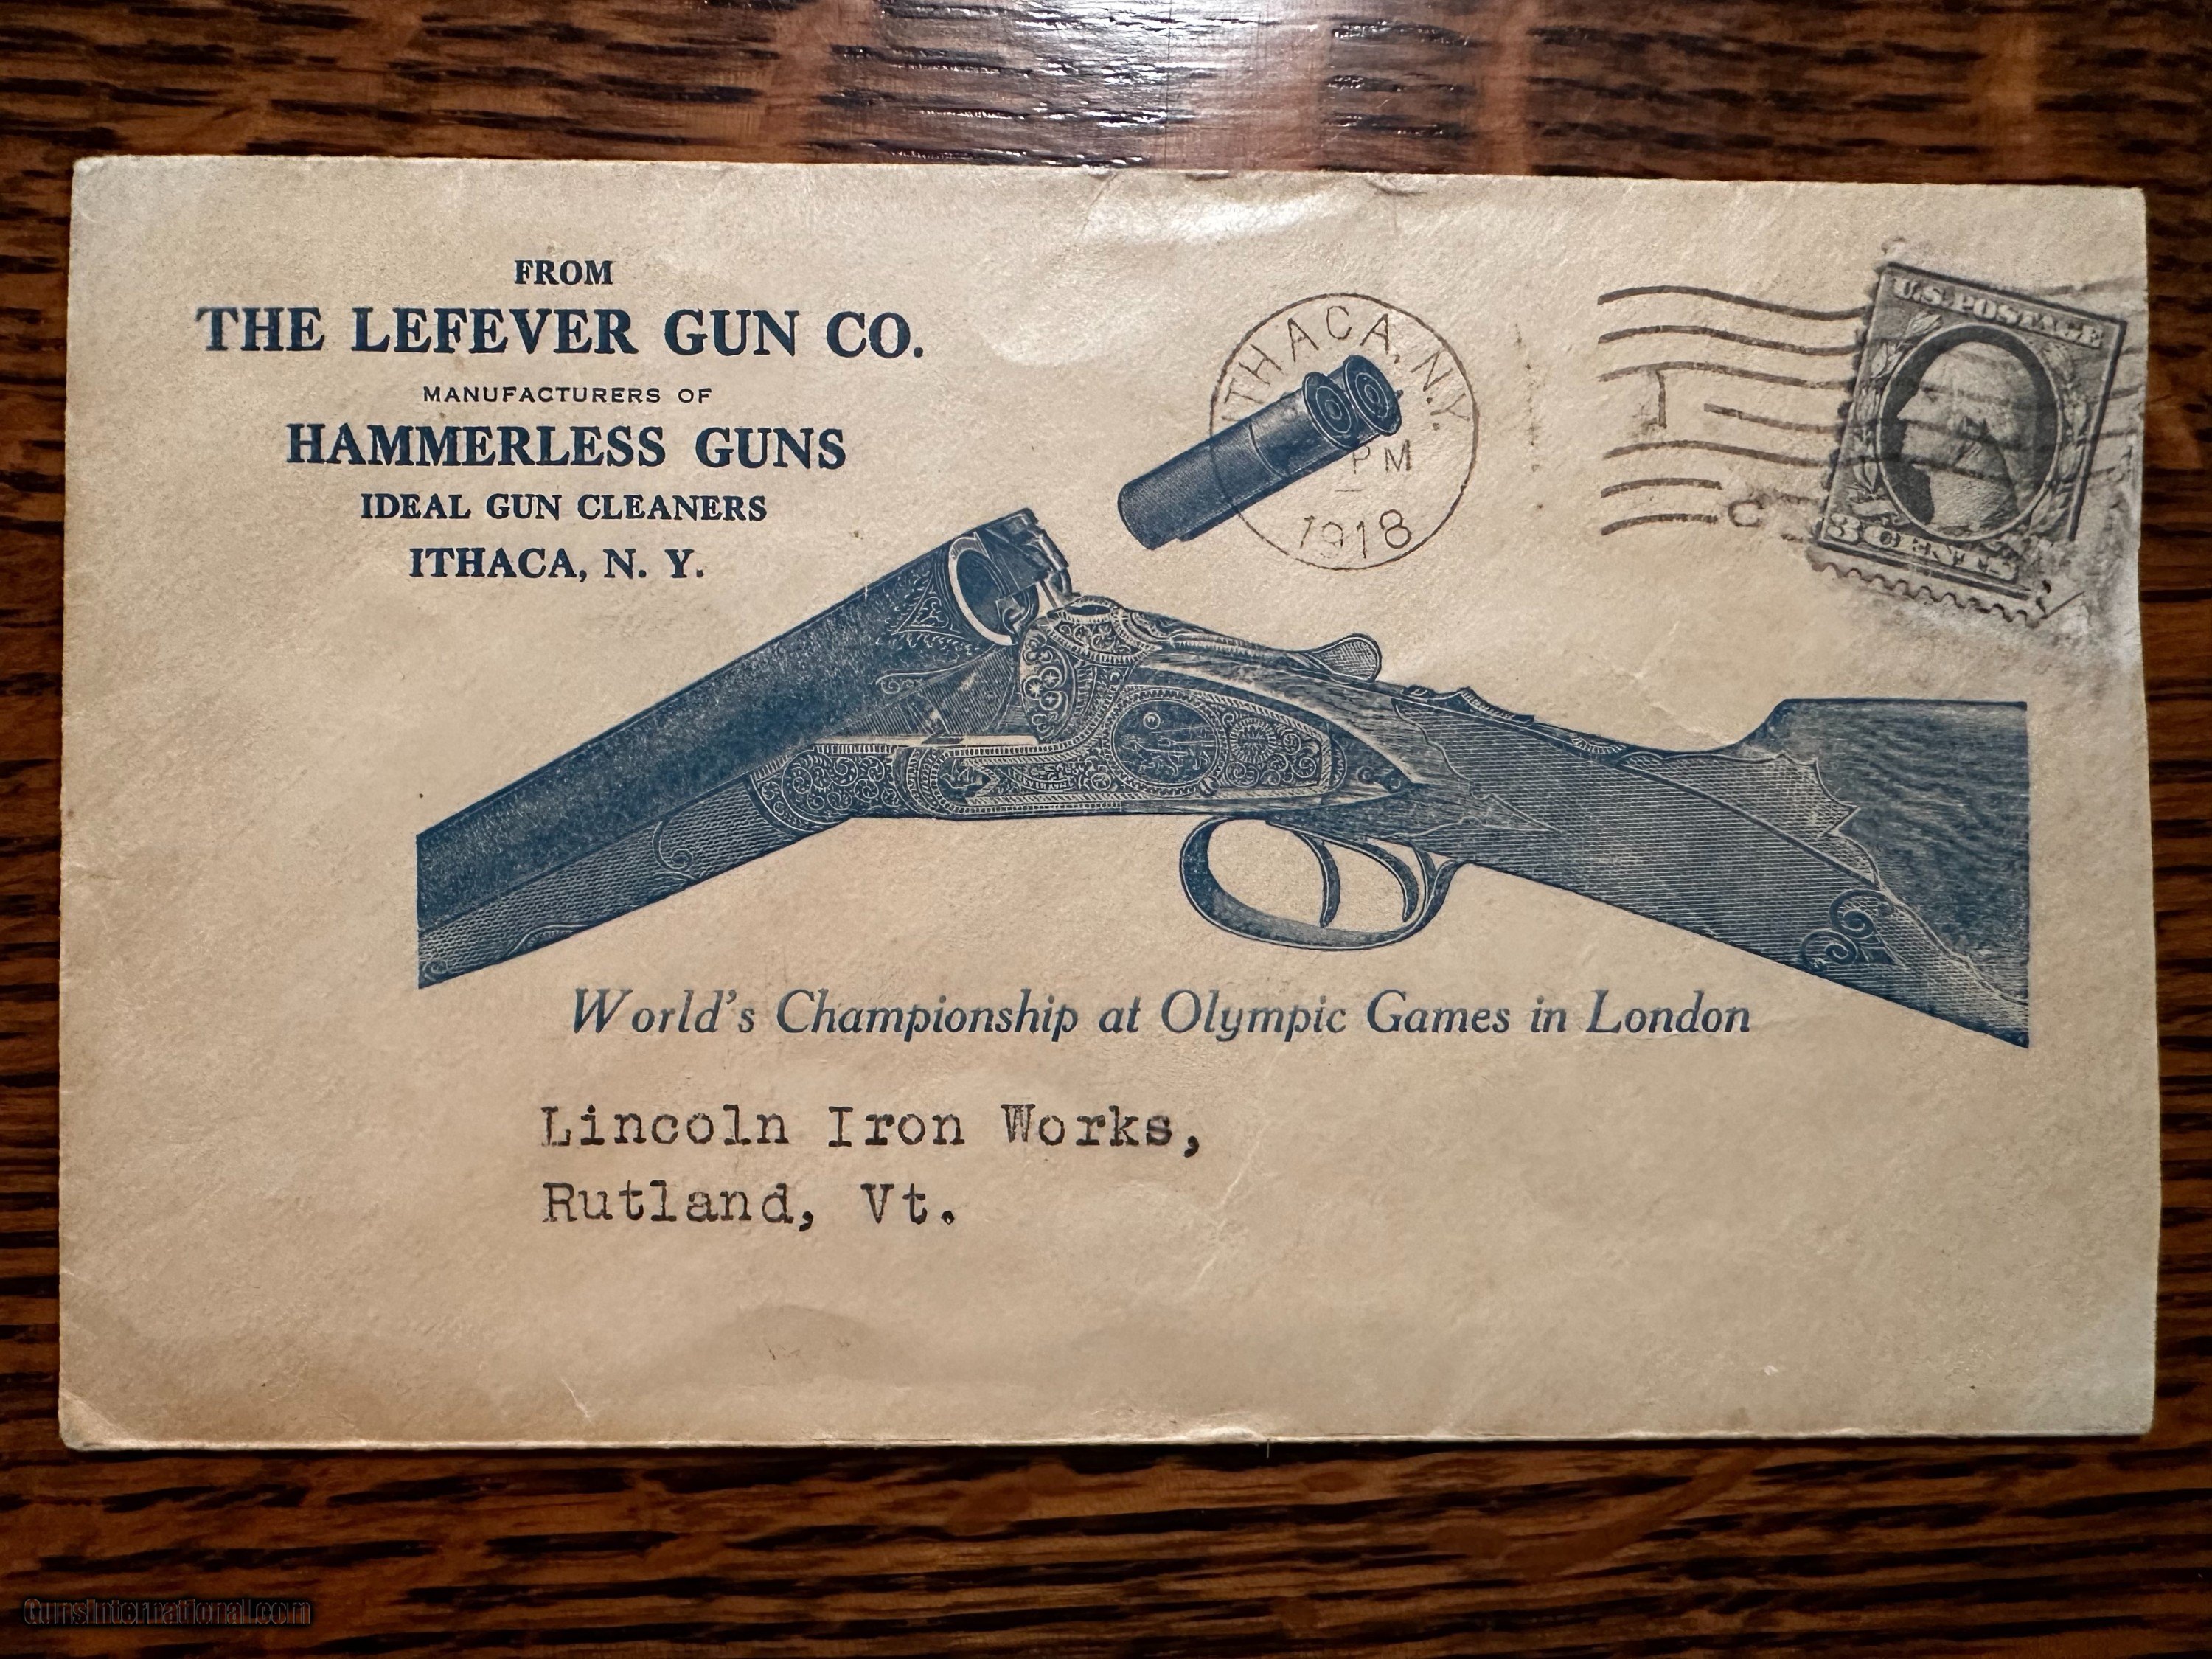 FROM
THE LEFEVER GUN CO.
MANUFACTURERS OF
HAMMERLESS GUNS
IDEAL GUN CLEANERS
ITHACA, N. Y.
ITHACA, N.Y.
PM
1918
U.S. POSTAGE
3 CENTS
World's Championship at Olympic Games in London
Lincoln Iron Works,
Rutland, Vt.
GunsInternational.com